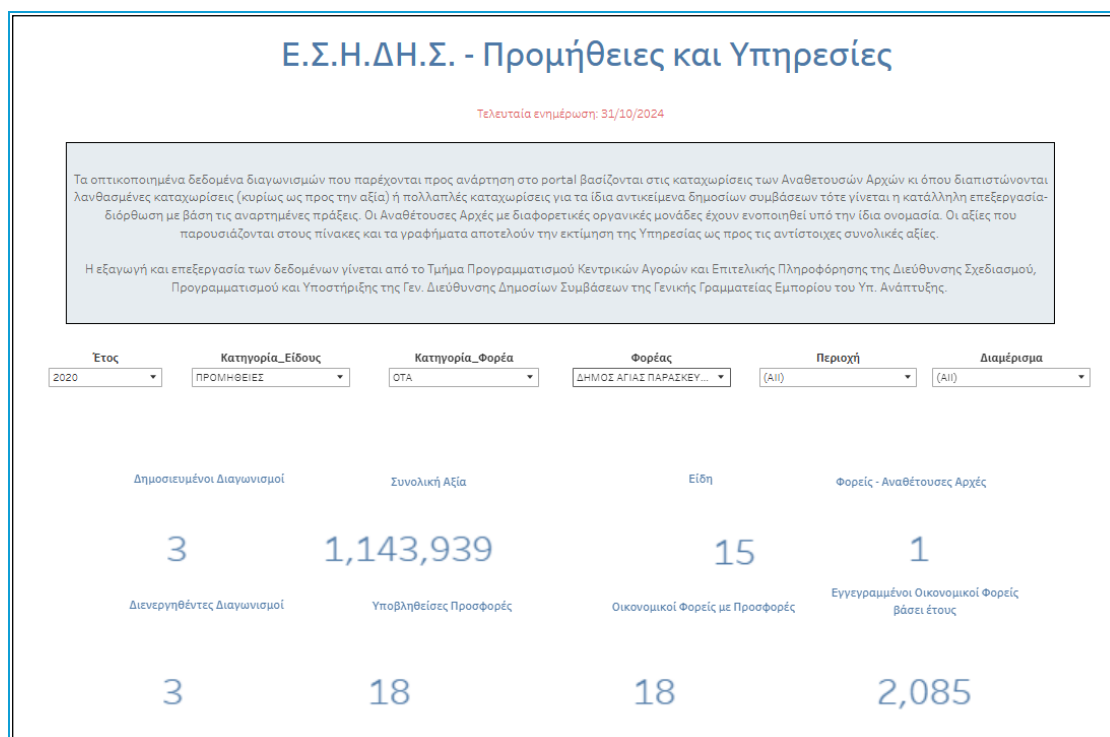 Ε.Σ.Η.ΔΗ.Σ. - Προμήθειες και Υπηρεσίες
Τελευταία ενημέρωση: 31/10/2024
Τα οπτικοποιημένα δεδομένα διαγωνισμών που παρέχονται προς ανάρτηση στο portal βασίζονται στις καταχωρίσεις των Αναθετουσών Αρχών κι όπου διαπιστώνονται
λανθασμένες καταχωρίσεις (κυρίως ως προς την αξία) ή πολλαπλές καταχωρίσεις για τα ίδια αντικείμενα δημοσίων συμβάσεων τότε γίνεται η κατάλληλη επεξεργασία-
διόρθωση με βάση τις αναρτημένες πράξεις. Οι Αναθέτουσες Αρχές με διαφορετικές οργανικές μονάδες έχουν ενοποιηθεί υπό την ίδια ονομασία. Οι αξίες που
παρουσιάζονται στους πίνακες και τα γραφήματα αποτελούν την εκτίμηση της Υπηρεσίας ως προς τις αντίστοιχες συνολικές αξίες.
Η εξαγωγή και επεξεργασία των δεδομένων γίνεται από το Τμήμα Προγραμματισμού Κεντρικών Αγορών και Επιτελικής Πληροφόρησης της Διεύθυνσης Σχεδιασμού,
Προγραμματισμού και Υποστήριξης της Γεν. Διεύθυνσης Δημοσίων Συμβάσεων της Γενικής Γραμματείας Εμπορίου του Υπ. Ανάπτυξης.
Έτος Κατηγορία_Είδους Κατηγορία_Φορέα Φορέας Περιοχή Διαμέρισμα
2020 ΠΡΟΜΗΘΕΙΕΣ ΟΤΑ ΔΗΜΟΣ ΑΓΙΑΣ ΠΑΡΑΣΚΕΥ... (All) (All)
Δημοσιευμένοι Διαγωνισμοί Συνολική Αξία Είδη Φορείς - Αναθέτουσες Αρχές
3 1,143,939 15 1
Διενεργηθέντες Διαγωνισμοί Υποβληθείσες Προσφορές Οικονομικοί Φορείς με Προσφορές Εγγεγραμμένοι Οικονομικοί Φορείς
βάσει έτους
3 18 18 2,085